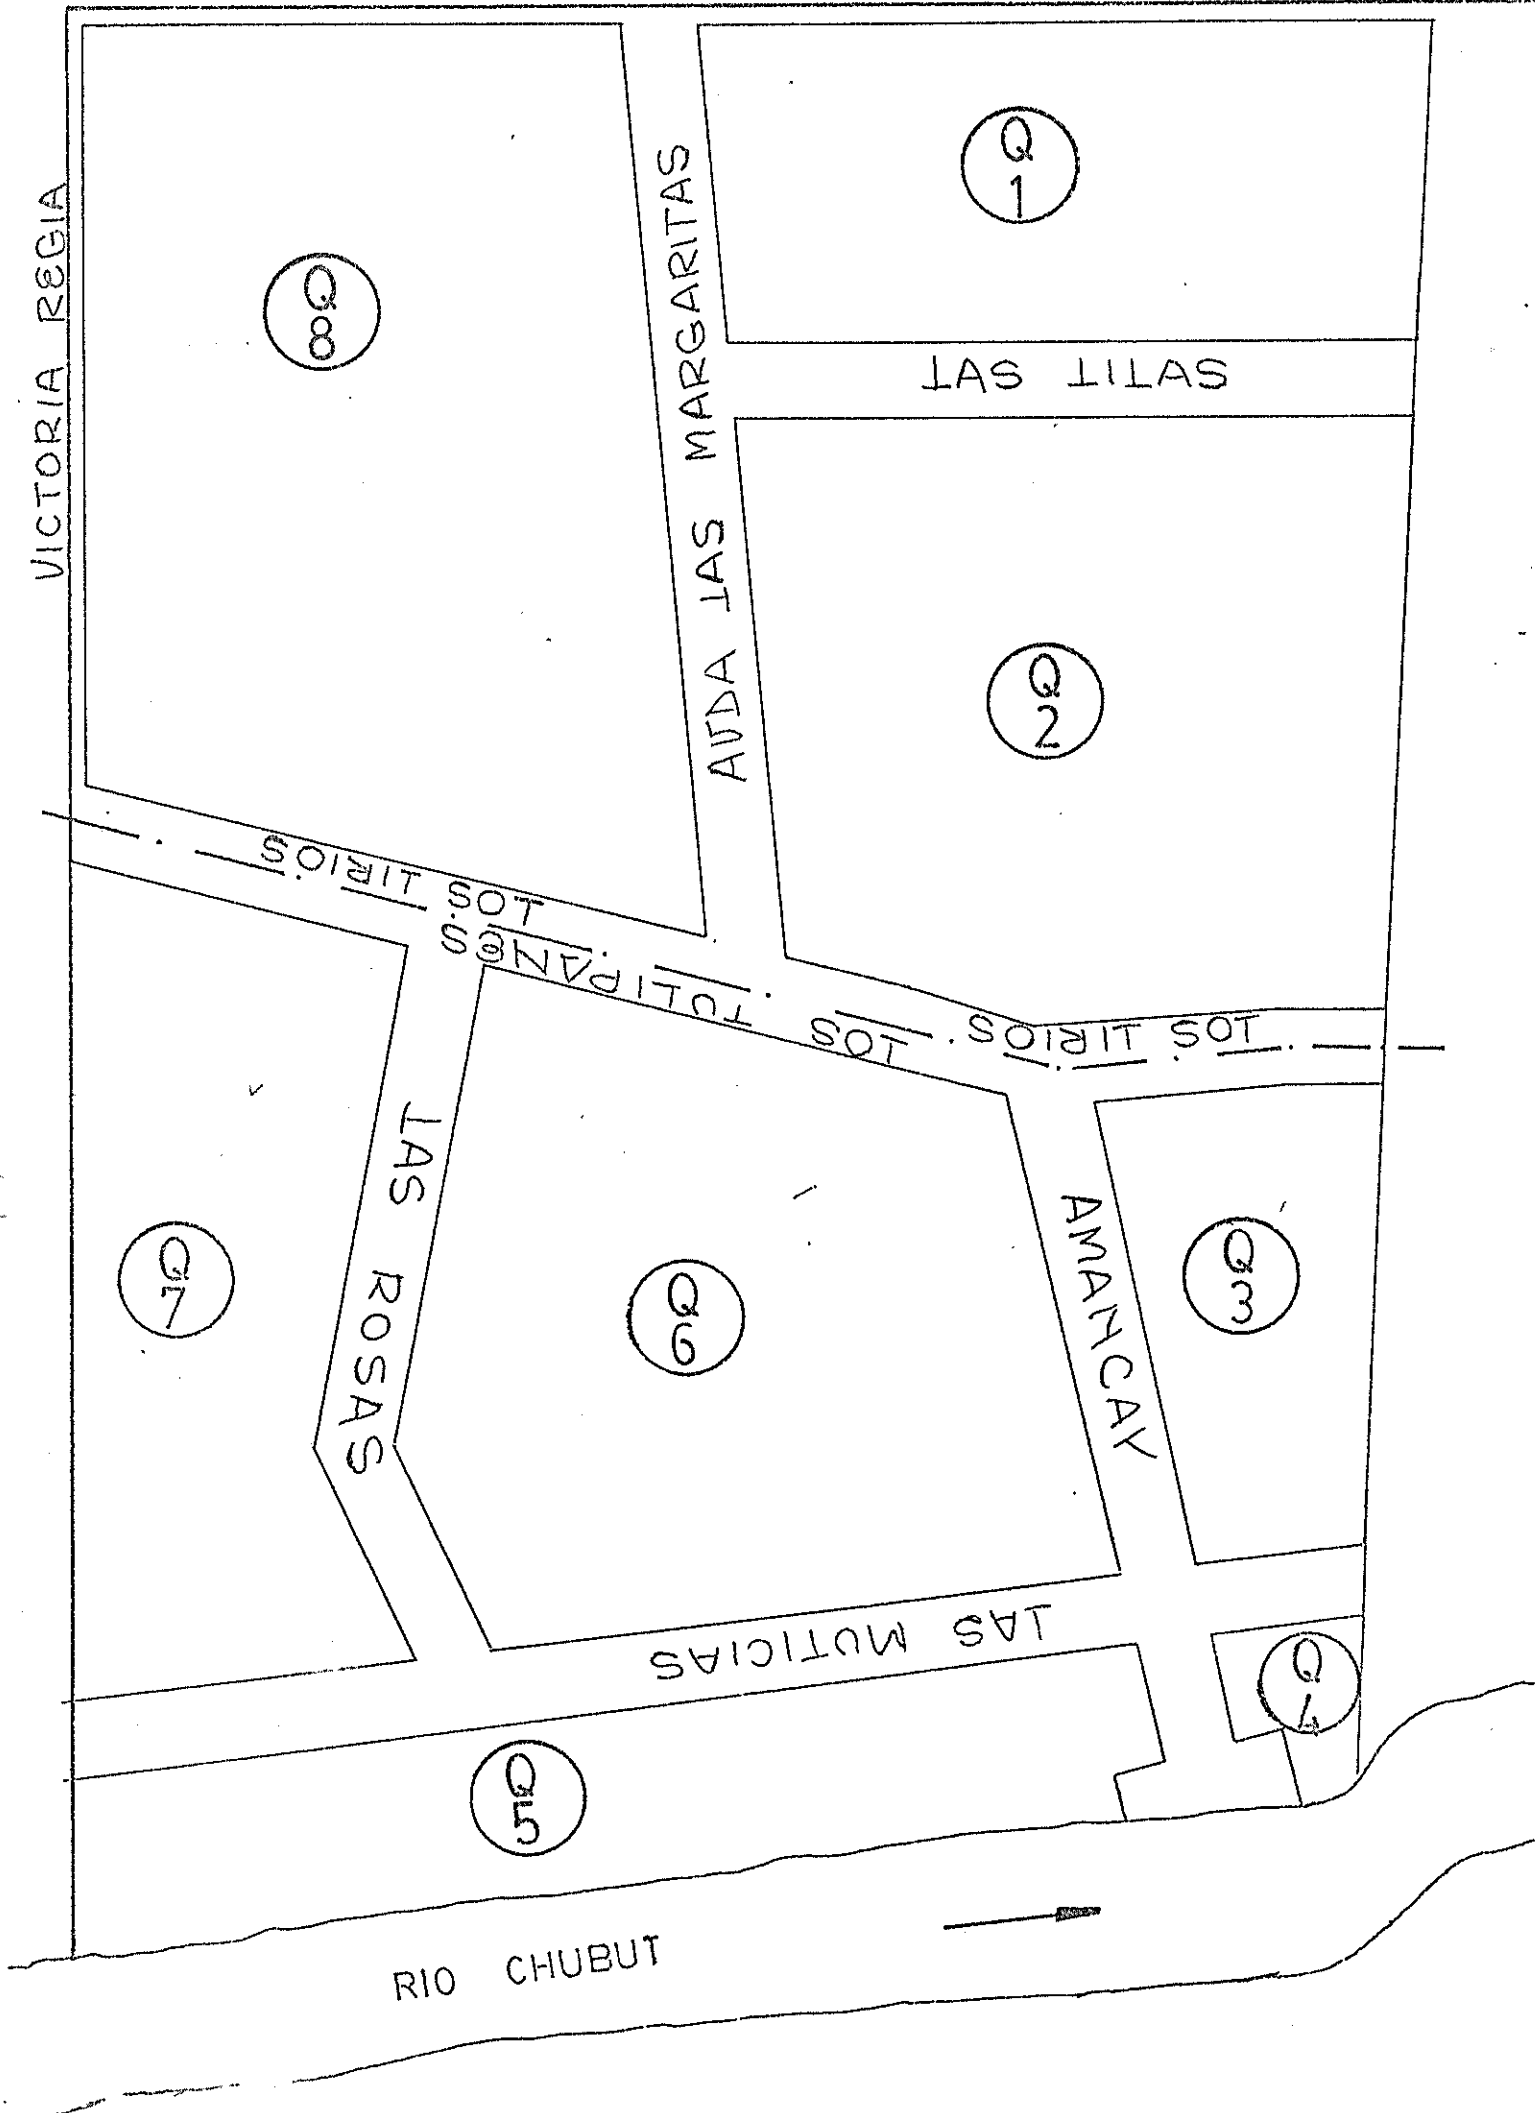 VICTORIA REGIA
Q
8
AVDA LAS MARGARITAS
Q
1
LAS LILAS
Q
2
LOS LIRIOS
LOS TULIPANES
LOS LIRIOS
Q
7
LAS ROSAS
Q
6
AMANCAY
Q
3
LAS MUTICIAS
Q
4
Q
5
RIO CHUBUT